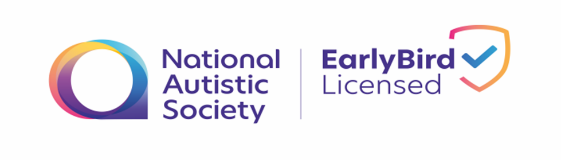 National
Autistic
Society
EarlyBird
Licensed